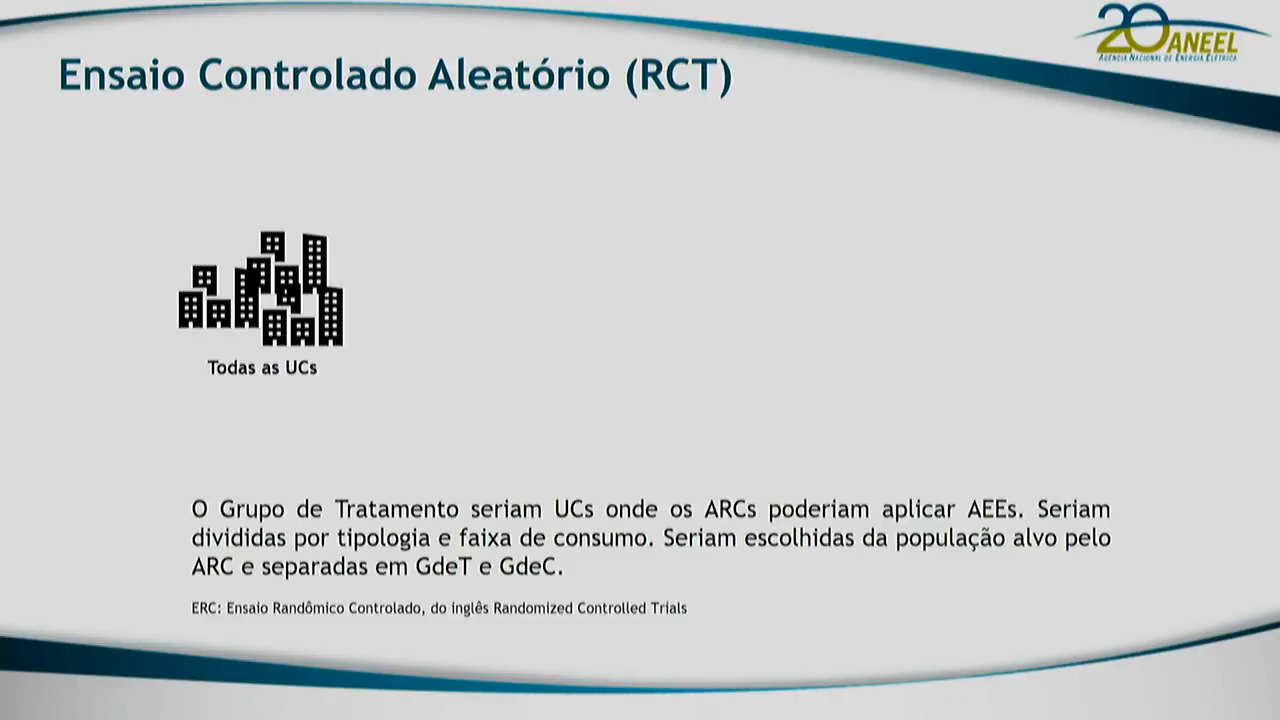 20 ANEEL
AGÊNCIA NACIONAL DE ENERGIA ELÉTRICA
Ensaio Controlado Aleatório (RCT)
Todas as UCs
O Grupo de Tratamento seriam UCs onde os ARCs poderiam aplicar AEEs. Seriam
divididas por tipologia e faixa de consumo. Seriam escolhidas da população alvo pelo
ARC e separadas em GdeT e GdeC.
ERC: Ensaio Randômico Controlado, do inglês Randomized Controlled Trials